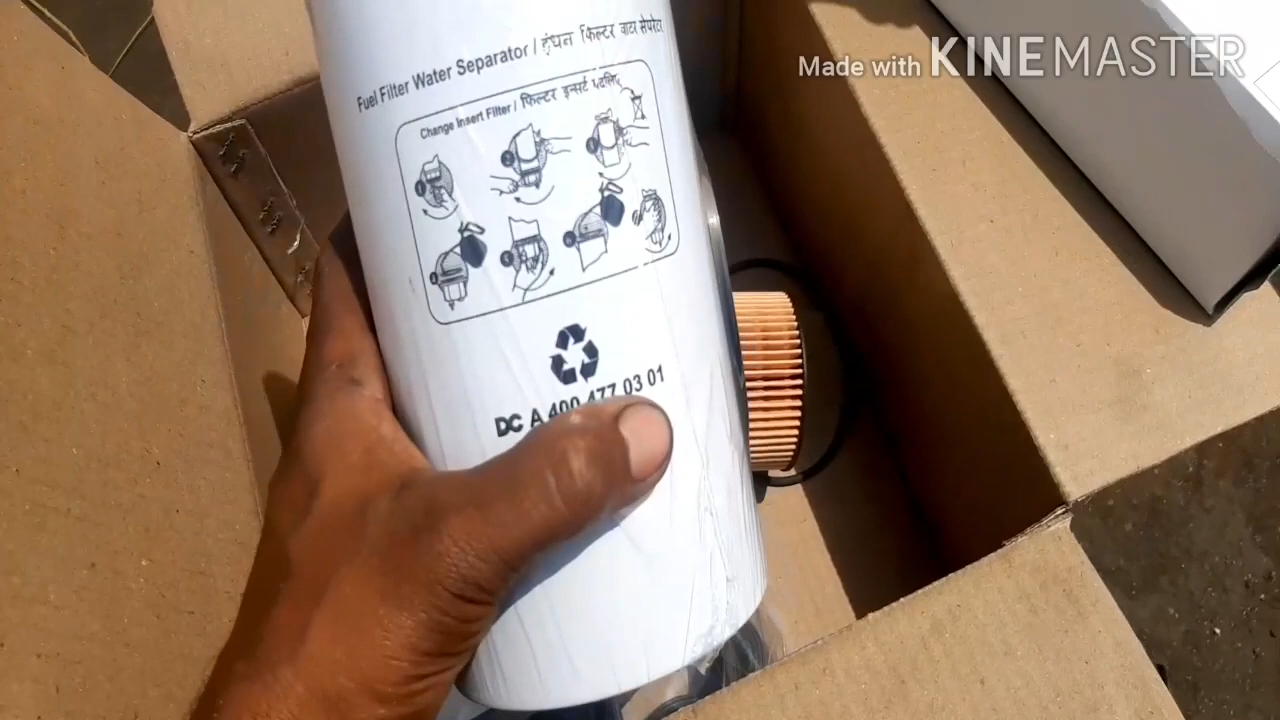 Made with KINEMASTER
Fuel Filter Water Separator / इंधन फिल्टर वाटर सेपरेटर
Change Insert Filter / फिल्टर इन्सर्ट
DC A 400 477 03 01